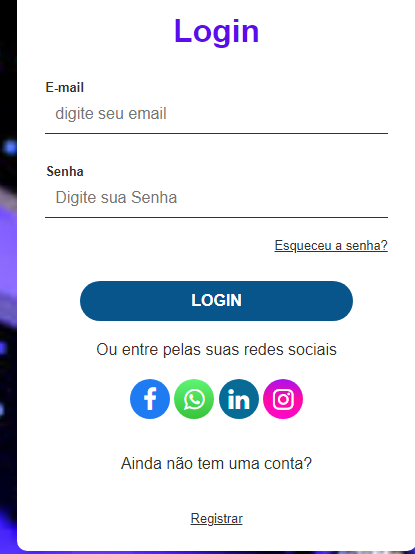 Login
E-mail
digite seu email
Senha
Digite sua Senha
Esqueceu a senha?
LOGIN
Ou entre pelas suas redes sociais
f in
Ainda não tem uma conta?
Registrar